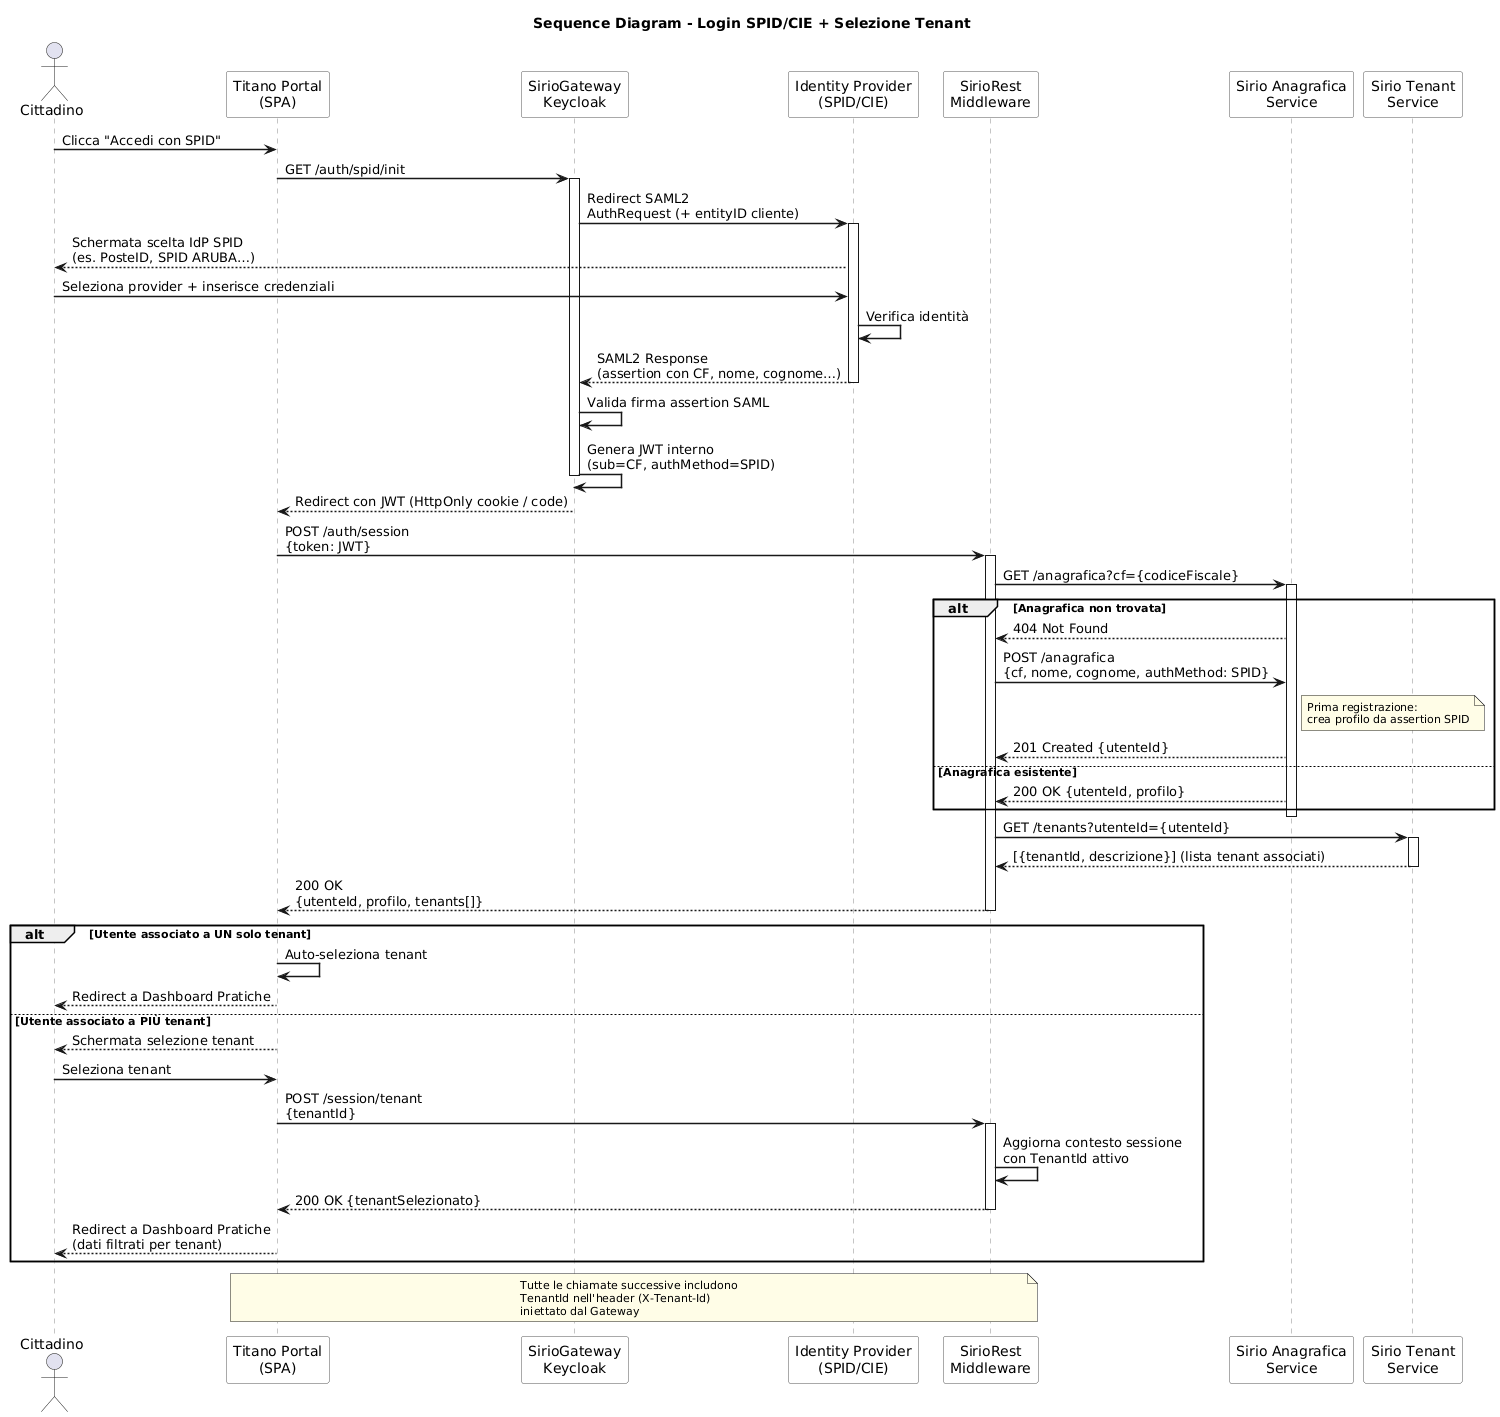 Sequence Diagram - Login SPID/CIE + Selezione Tenant
Cittadino
Titano Portal
(SPA)
SirioGateway
Keycloak
Identity Provider
(SPID/CIE)
SirioRest
Middleware
Sirio Anagrafica
Service
Sirio Tenant
Service
Clicca "Accedi con SPID"
GET /auth/spid/init
Redirect SAML2
AuthRequest (+ entityID cliente)
Schermata scelta IdP SPID
(es. PosteID, SPID ARUBA...)
Seleziona provider + inserisce credenziali
Verifica identità
SAML2 Response
(assertion con CF, nome, cognome...)
Valida firma assertion SAML
Genera JWT interno
(sub=CF, authMethod=SPID)
Redirect con JWT (HttpOnly cookie / code)
POST /auth/session
{token: JWT}
GET /anagrafica?cf={codiceFiscale}
alt
[Anagrafica non trovata]
404 Not Found
POST /anagrafica
{cf, nome, cognome, authMethod: SPID}
Prima registrazione:
crea profilo da assertion SPID
201 Created {utenteId}
[Anagrafica esistente]
200 OK {utenteId, profilo}
GET /tenants?utenteId={utenteId}
[{tenantId, descrizione}] (lista tenant associati)
200 OK
{utenteId, profilo, tenants[]}
alt
[Utente associato a UN solo tenant]
Auto-seleziona tenant
Redirect a Dashboard Pratiche
[Utente associato a PIÙ tenant]
Schermata selezione tenant
Seleziona tenant
POST /session/tenant
{tenantId}
Aggiorna contesto sessione
con TenantId attivo
200 OK {tenantSelezionato}
Redirect a Dashboard Pratiche
(dati filtrati per tenant)
Tutte le chiamate successive includono
TenantId nell'header (X-Tenant-Id)
iniettato dal Gateway
Cittadino
Titano Portal
(SPA)
SirioGateway
Keycloak
Identity Provider
(SPID/CIE)
SirioRest
Middleware
Sirio Anagrafica
Service
Sirio Tenant
Service